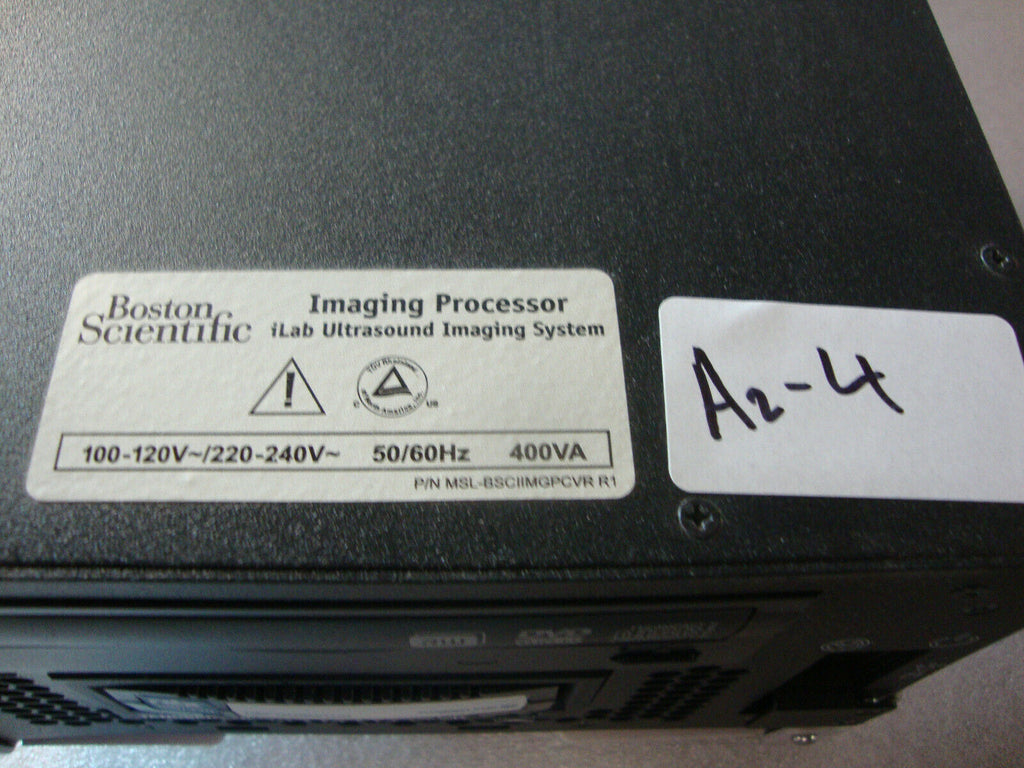 Boston
Scientific
Imaging Processor
iLab Ultrasound Imaging System
100-120V~/220-240V~ 50/60Hz 400VA
P/N MSL-BSCIIMGPCVR R1
A2-4